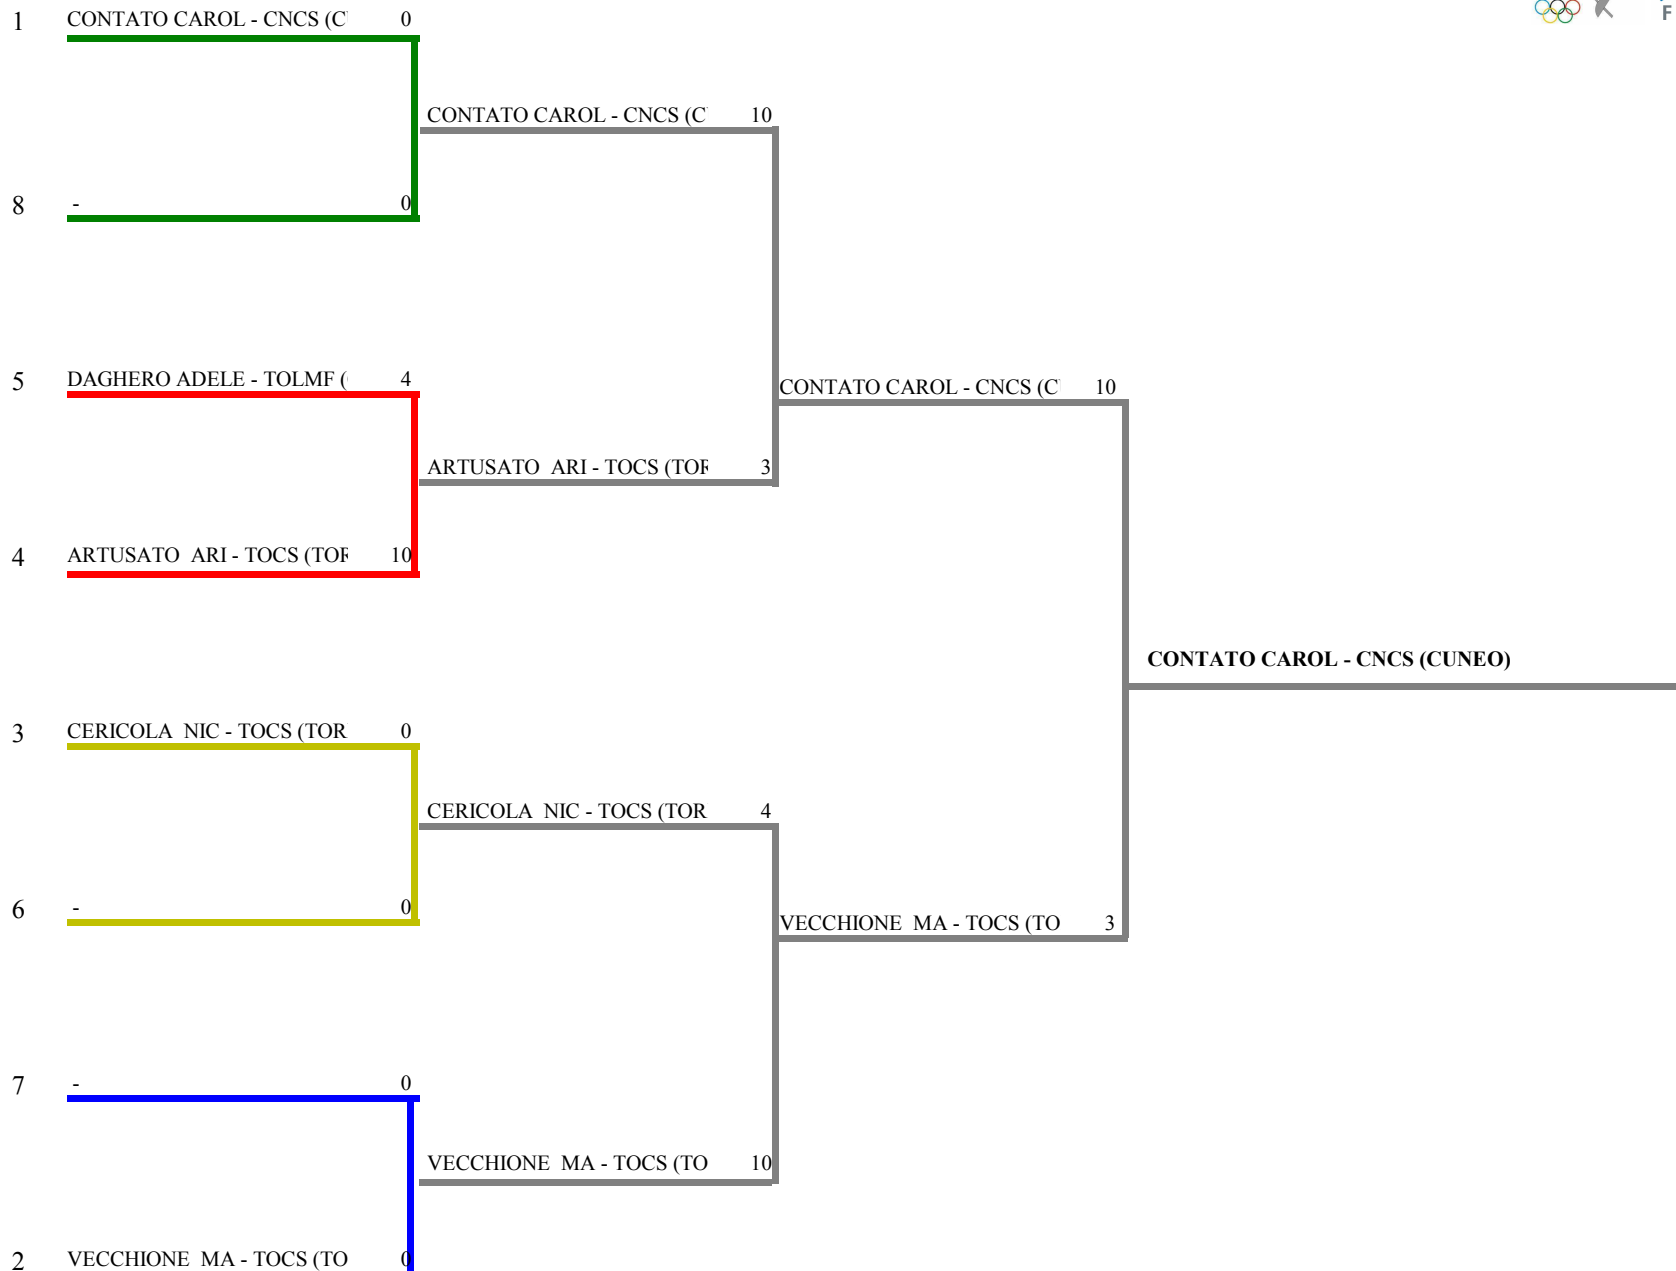 1 CONTATO CAROL - CNCS (C 0
F
CONTATO CAROL - CNCS (C 10
8 - 0
5 DAGHERO ADELE - TOLMF ( 4
CONTATO CAROL - CNCS (C 10
ARTUSATO ARI - TOCS (TOR 3
4 ARTUSATO ARI - TOCS (TOR 10
CONTATO CAROL - CNCS (CUNEO)
3 CERICOLA NIC - TOCS (TOR 0
CERICOLA NIC - TOCS (TOR 4
6 - 0
VECCHIONE MA - TOCS (TO 3
7 - 0
VECCHIONE MA - TOCS (TO 10
2 VECCHIONE MA - TOCS (TO 0